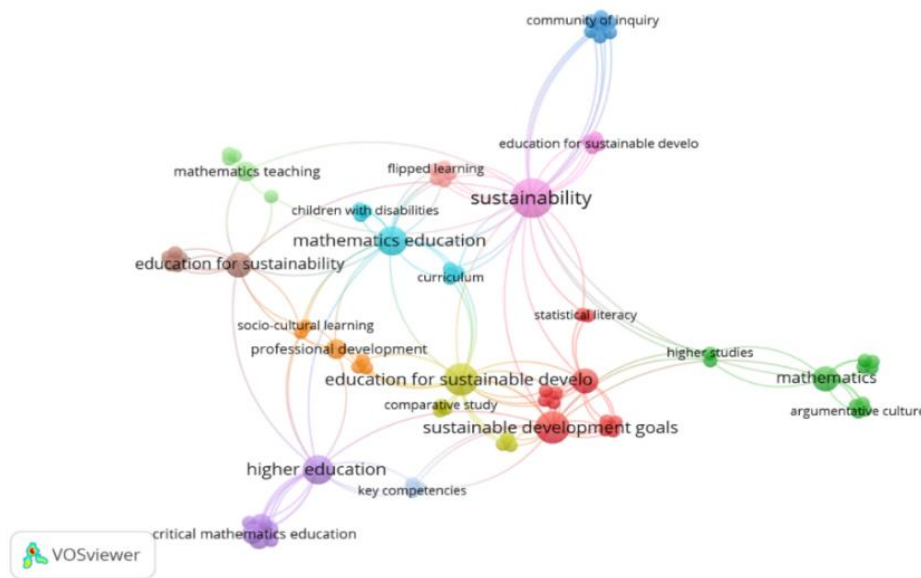 community of inquiry
education for sustainable develo
mathematics teaching
flipped learning
sustainability
children with disabilities
mathematics education
education for sustainability
curriculum
socio-cultural learning
statistical literacy
professional development
higher studies
education for sustainable develo
mathematics
comparative study
argumentative culture
sustainable development goals
higher education
key competencies
critical mathematics education
VOSviewer